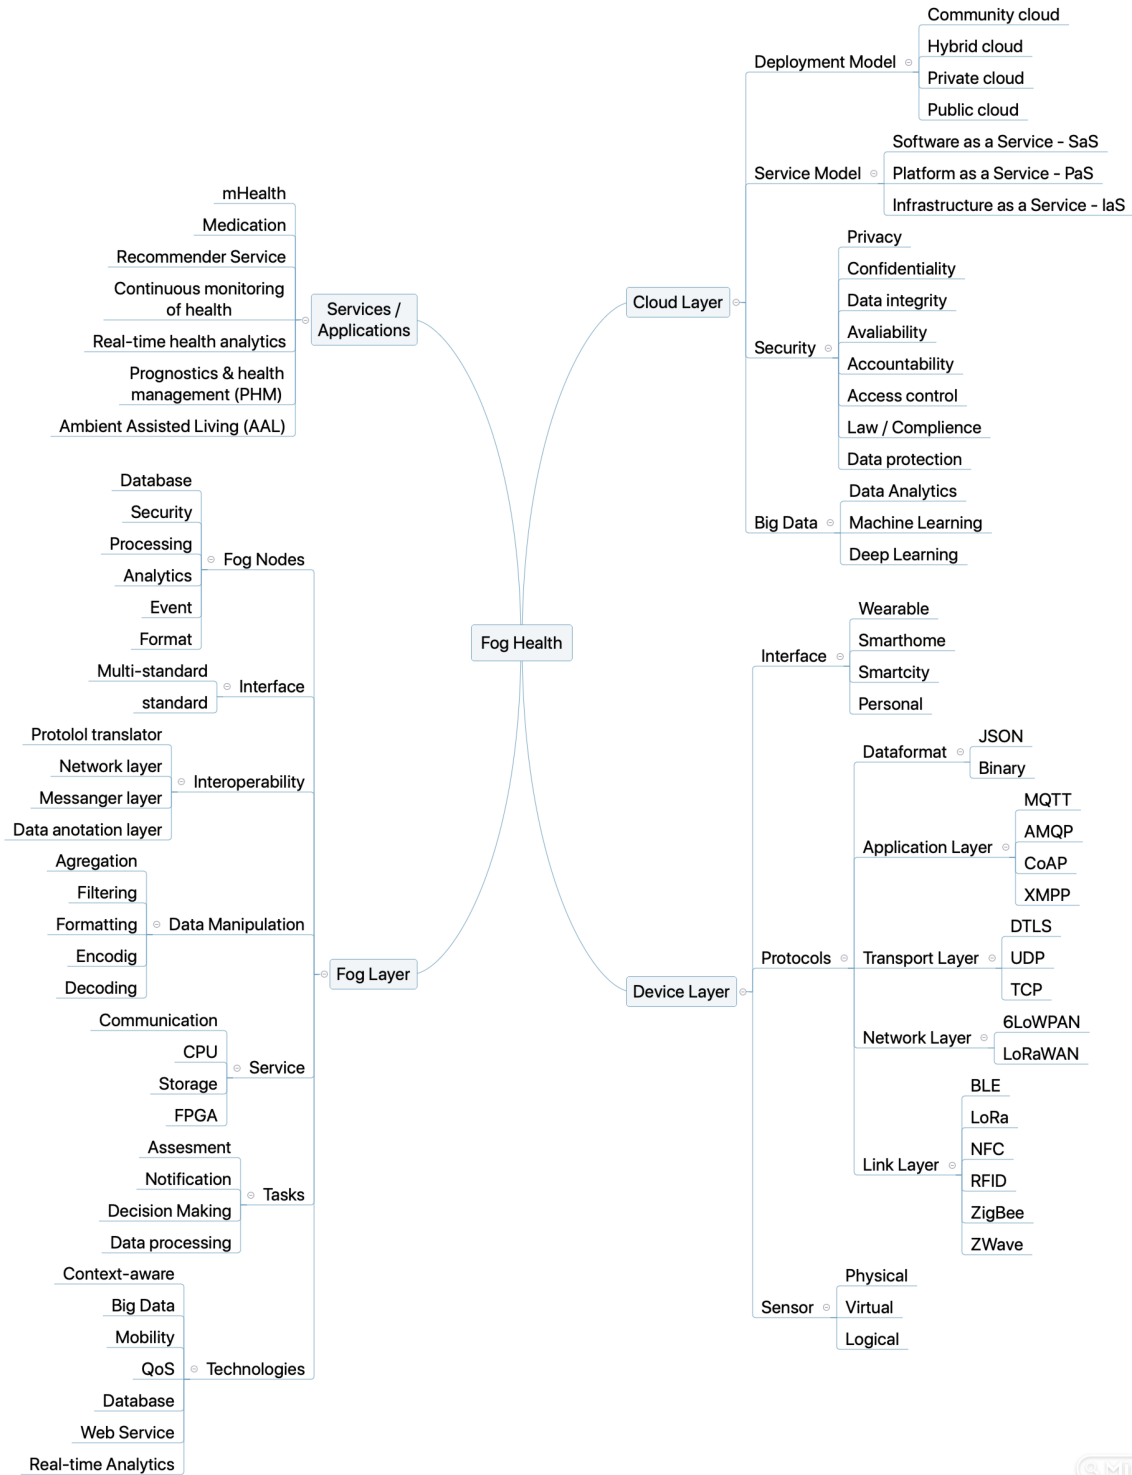 Fog Health
Cloud Layer
Deployment Model
Community cloud
Hybrid cloud
Private cloud
Public cloud
Service Model
Software as a Service - SaS
Platform as a Service - PaS
Infrastructure as a Service - IaS
Security
Privacy
Confidentiality
Data integrity
Avaliability
Accountability
Access control
Law / Complience
Data protection
Big Data
Data Analytics
Machine Learning
Deep Learning
Device Layer
Interface
Wearable
Smarthome
Smartcity
Personal
Protocols
Dataformat
JSON
Binary
Application Layer
MQTT
AMQP
CoAP
XMPP
Transport Layer
DTLS
UDP
TCP
Network Layer
6LoWPAN
LoRaWAN
Link Layer
BLE
LoRa
NFC
RFID
ZigBee
ZWave
Sensor
Physical
Virtual
Logical
Services /
Applications
mHealth
Medication
Recommender Service
Continuous monitoring
of health
Real-time health analytics
Prognostics & health
management (PHM)
Ambient Assisted Living (AAL)
Fog Layer
Fog Nodes
Database
Security
Processing
Analytics
Event
Format
Interface
Multi-standard
standard
Interoperability
Protolol translator
Network layer
Messanger layer
Data anotation layer
Data Manipulation
Agregation
Filtering
Formatting
Encodig
Decoding
Service
Communication
CPU
Storage
FPGA
Tasks
Assesment
Notification
Decision Making
Data processing
Technologies
Context-aware
Big Data
Mobility
QoS
Database
Web Service
Real-time Analytics